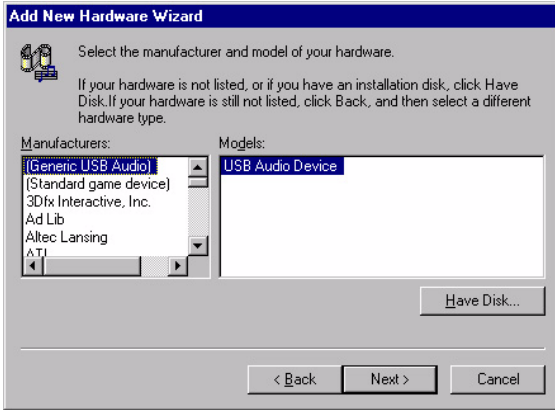 Add New Hardware Wizard
Select the manufacturer and model of your hardware.
If your hardware is not listed, or if you have an installation disk, click Have
Disk.If your hardware is still not listed, click Back, and then select a different
hardware type.
Manufacturers:
Models:
(Generic USB Audio)
(Standard game device)
3Dfx Interactive, Inc.
Ad Lib
Altec Lansing
ATI
USB Audio Device
Have Disk...
< Back
Next >
Cancel